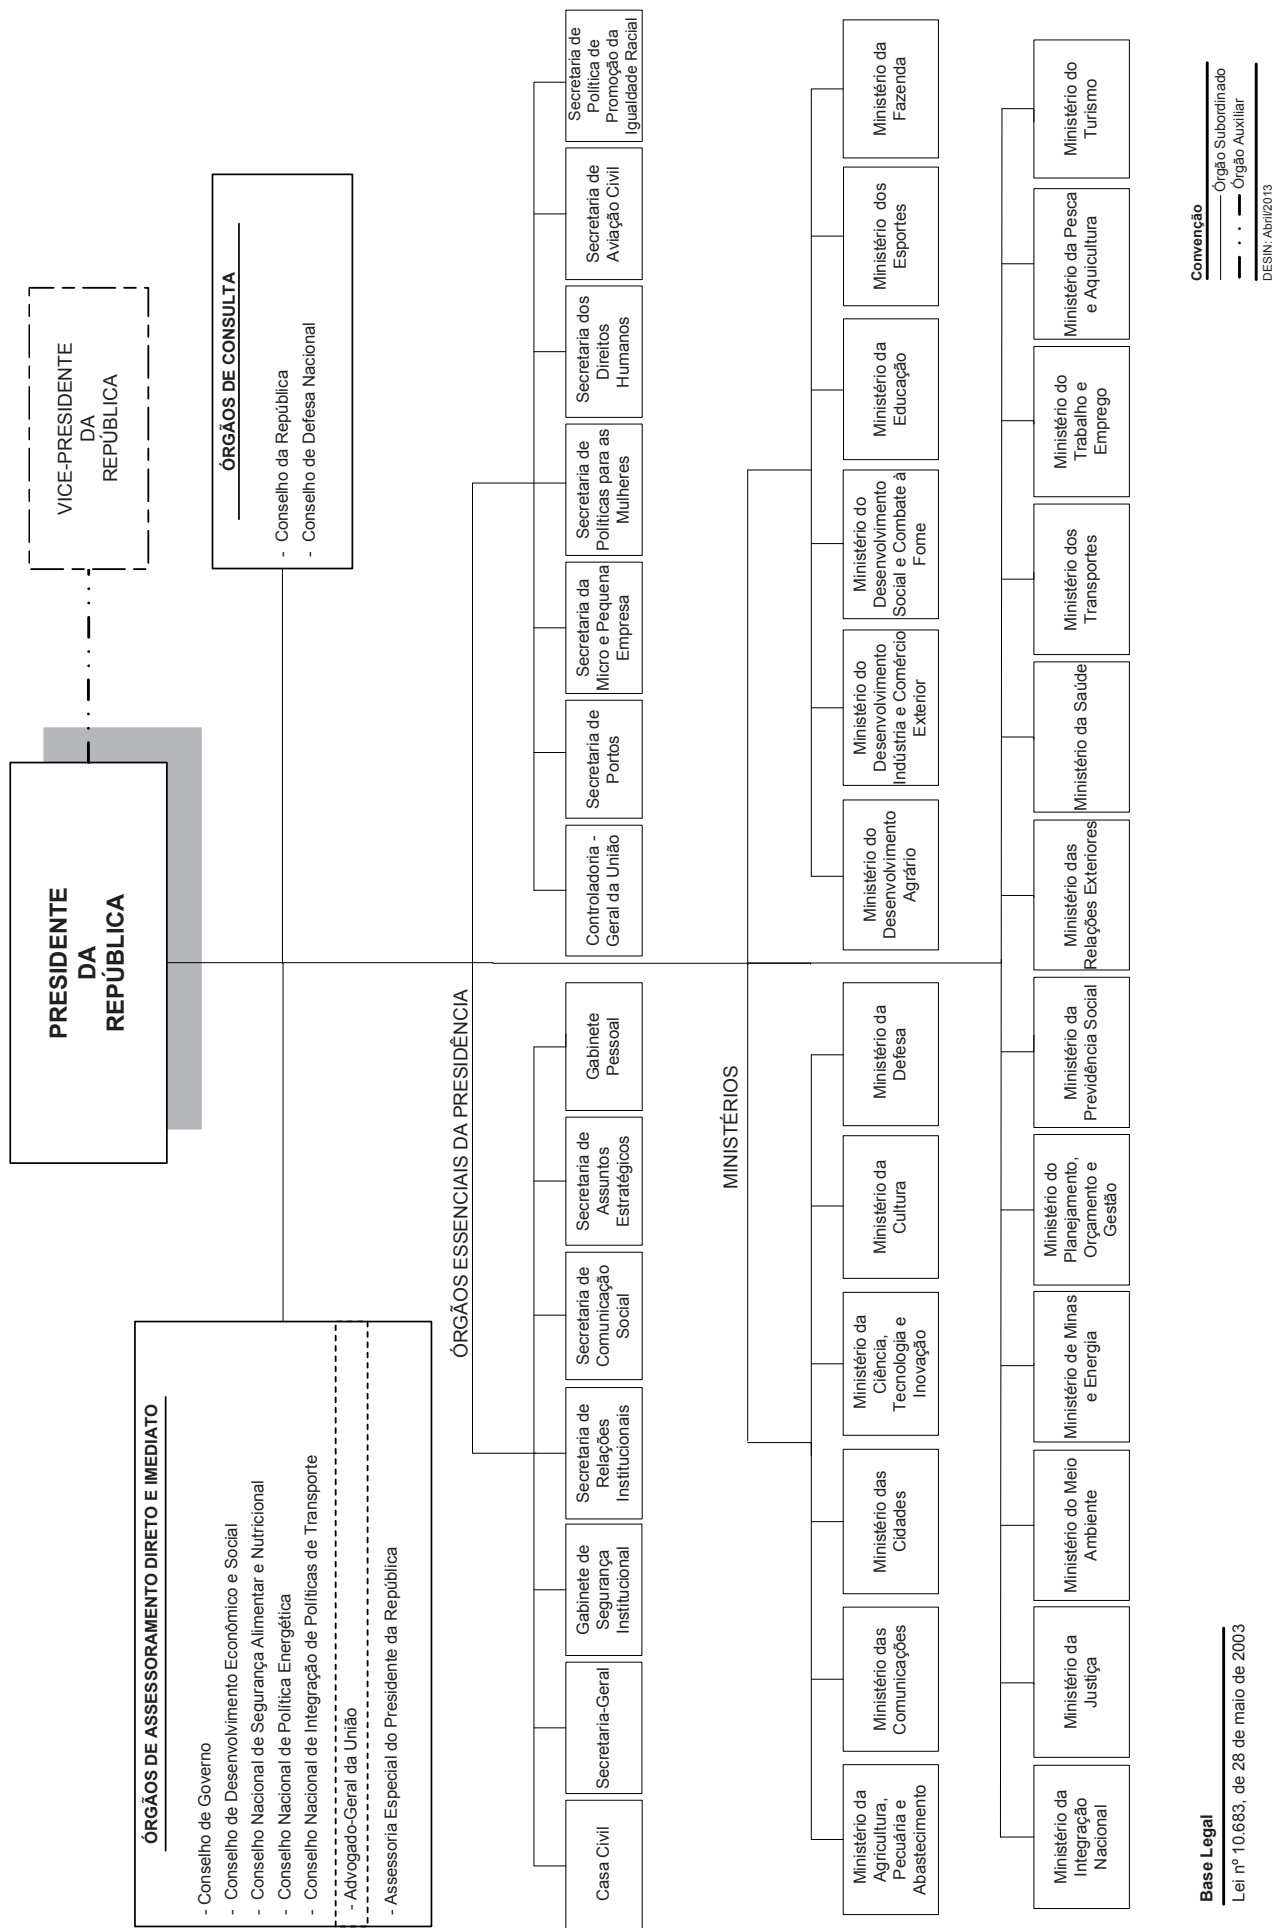 PRESIDENTE
DA
REPÚBLICA
VICE-PRESIDENTE
DA
REPÚBLICA
ÓRGÃOS DE ASSESSORAMENTO DIRETO E IMEDIATO
- Conselho de Governo
- Conselho de Desenvolvimento Econômico e Social
- Conselho Nacional de Segurança Alimentar e Nutricional
- Conselho Nacional de Política Energética
- Conselho Nacional de Integração de Políticas de Transporte
- Advogado-Geral da União
- Assessoria Especial do Presidente da República
ÓRGÃOS DE CONSULTA
- Conselho da República
- Conselho de Defesa Nacional
ÓRGÃOS ESSENCIAIS DA PRESIDÊNCIA
Casa Civil
Secretaria-Geral
Gabinete de
Segurança
Institucional
Secretaria de
Relações
Institucionais
Secretaria de
Comunicação
Social
Secretaria de
Assuntos
Estratégicos
Gabinete
Pessoal
Controladoria -
Geral da União
Secretaria de
Portos
Secretaria da
Micro e Pequena
Empresa
Secretaria de
Políticas para as
Mulheres
Secretaria dos
Direitos
Humanos
Secretaria de
Aviação Civil
Secretaria de
Política de
Promoção da
Igualdade Racial
MINISTÉRIOS
Ministério da
Agricultura,
Pecuária e
Abastecimento
Ministério das
Comunicações
Ministério das
Cidades
Ministério da
Ciência,
Tecnologia e
Inovação
Ministério da
Cultura
Ministério da
Defesa
Ministério do
Desenvolvimento
Agrário
Ministério do
Desenvolvimento
Indústria e Comércio
Exterior
Ministério do
Desenvolvimento
Social e Combate à
Fome
Ministério da
Educação
Ministério dos
Esportes
Ministério da
Fazenda
Ministério da
Integração
Nacional
Ministério da
Justiça
Ministério do Meio
Ambiente
Ministério de Minas
e Energia
Ministério do
Planejamento,
Orçamento e
Gestão
Ministério da
Previdência Social
Ministério das
Relações Exteriores
Ministério da Saúde
Ministério dos
Transportes
Ministério do
Trabalho e
Emprego
Ministério da Pesca
e Aquicultura
Ministério do
Turismo
Base Legal
Lei nº 10.683, de 28 de maio de 2003
Convenção
Órgão Subordinado
Órgão Auxiliar
DESIN: Abril/2013